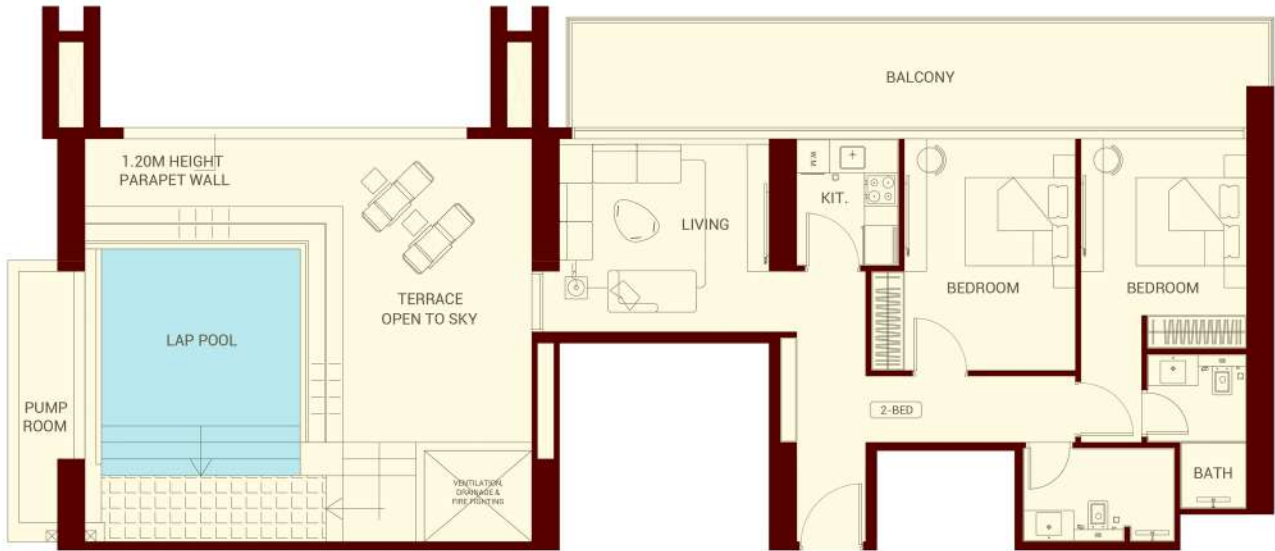 BALCONY
1.20M HEIGHT
PARAPET WALL
WM
KIT.
LIVING
TERRACE
OPEN TO SKY
BEDROOM
BEDROOM
LAP POOL
PUMP
ROOM
2-BED
VENTILATION,
DRAINAGE &
FIRE FIGHTING
BATH